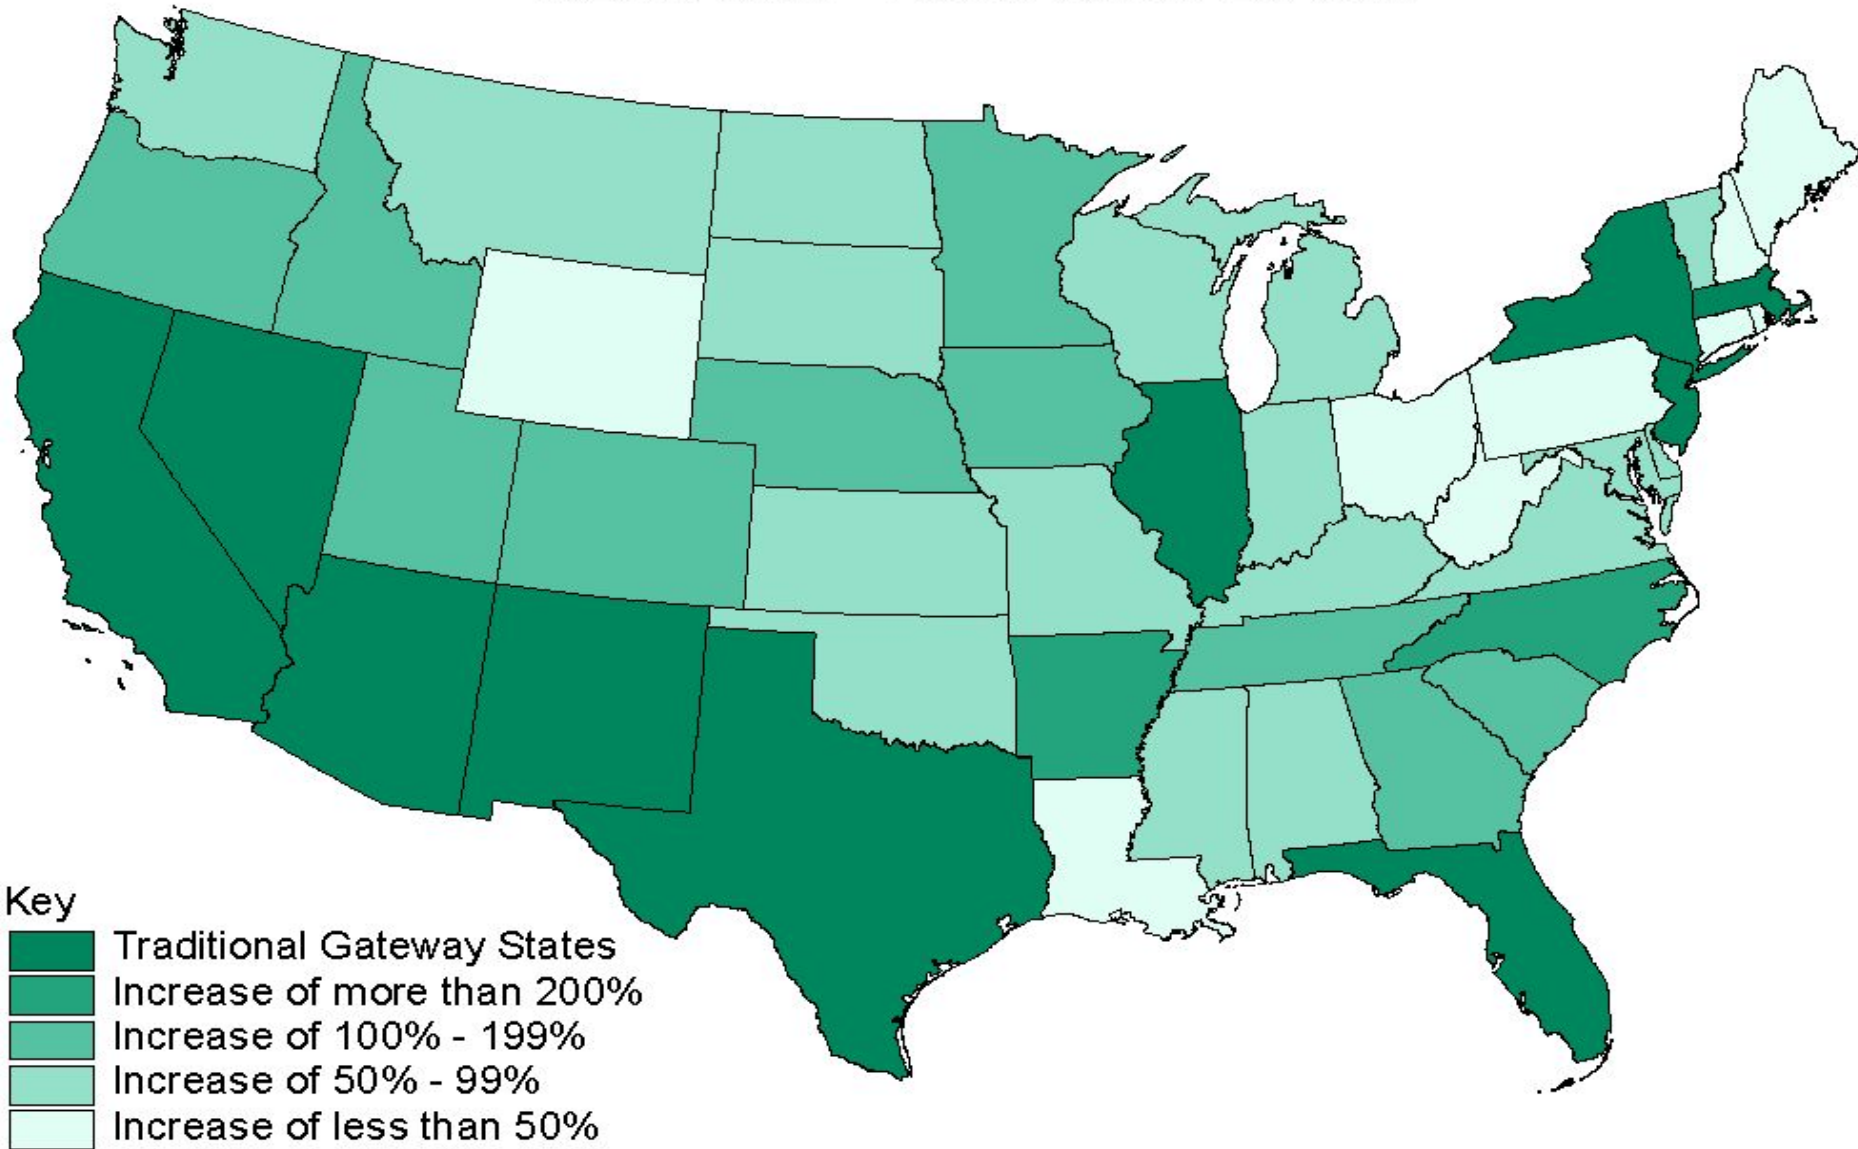 Key
Traditional Gateway States
Increase of more than 200%
Increase of 100% - 199%
Increase of 50% - 99%
Increase of less than 50%